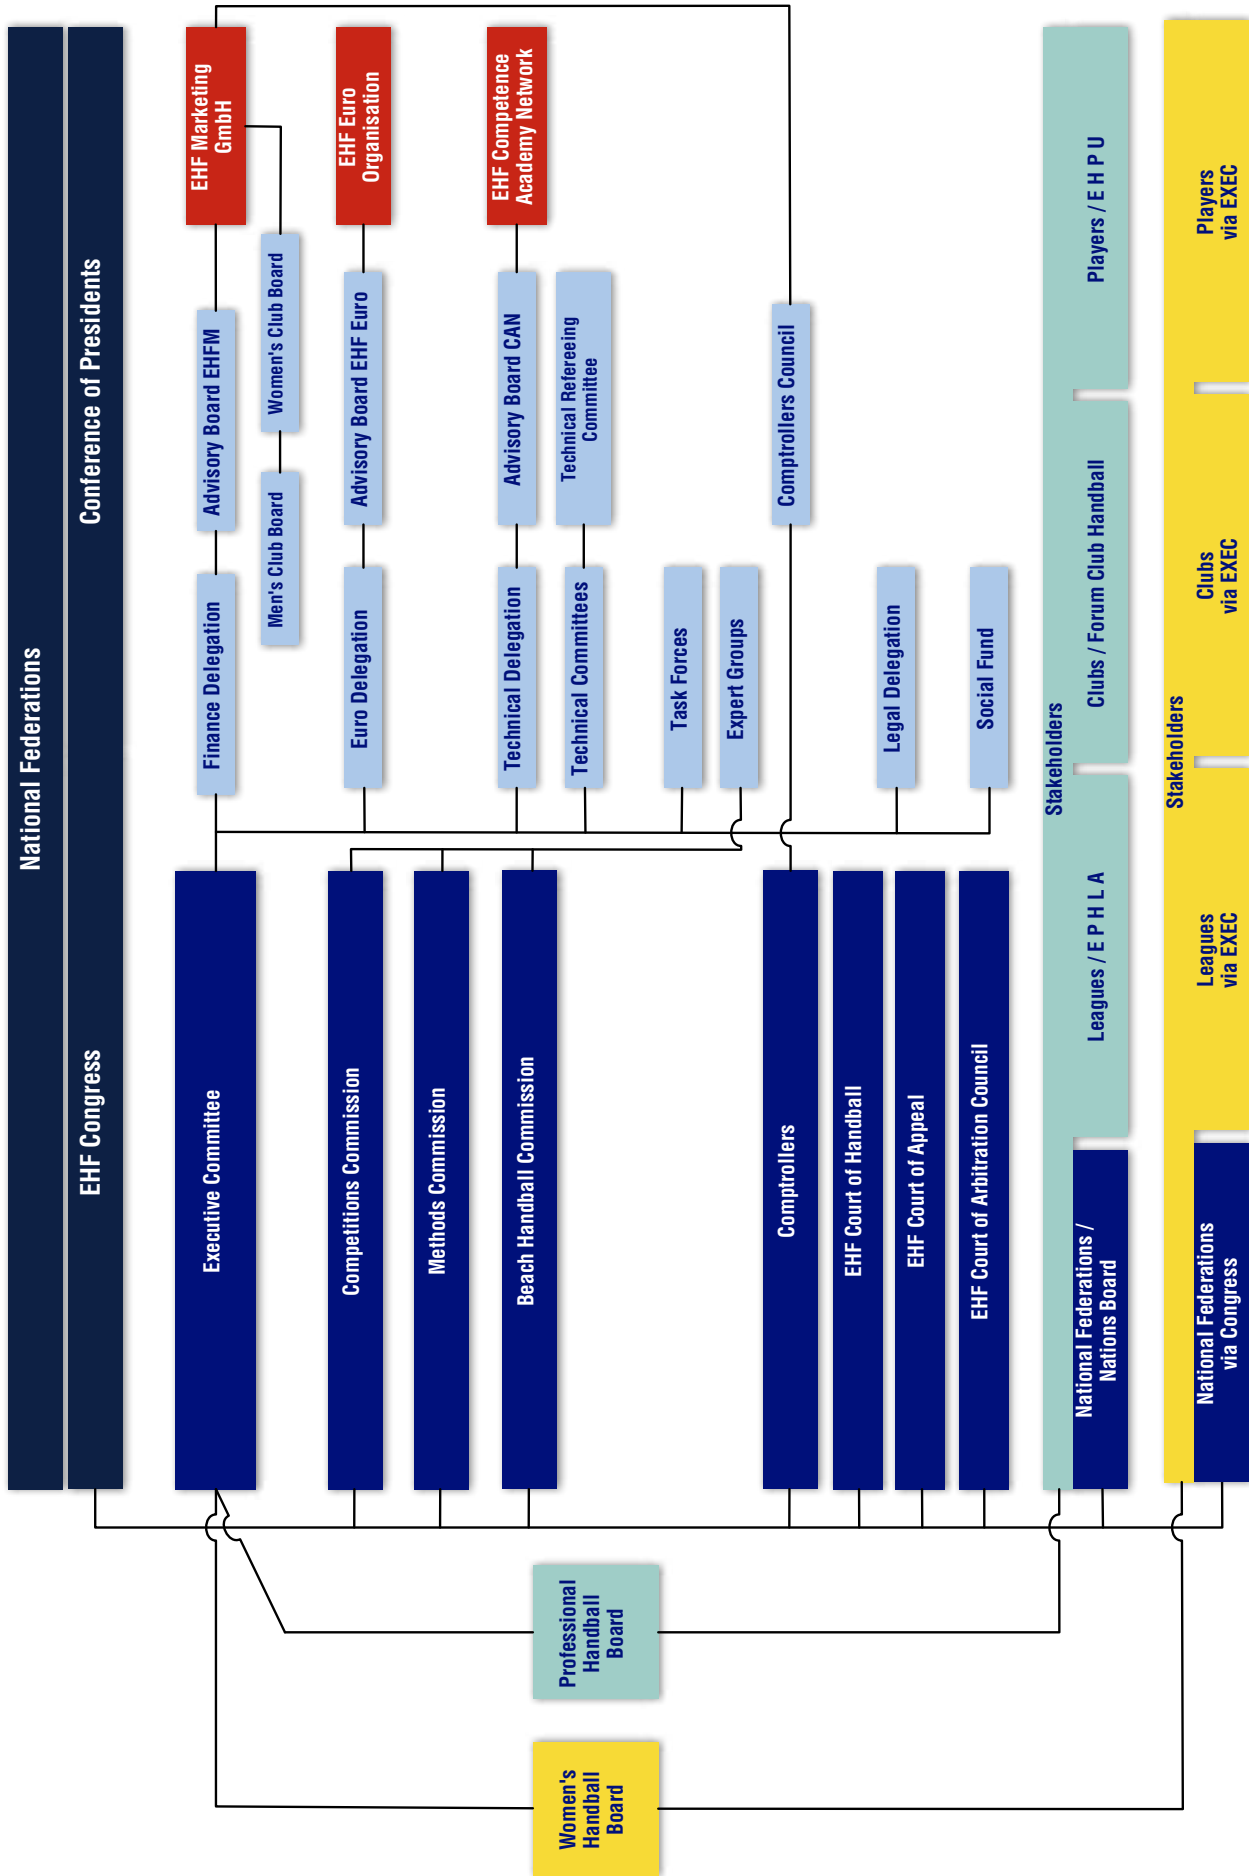 National Federations
EHF Congress
Conference of Presidents
Executive Committee
Finance Delegation
Advisory Board EHFM
EHF Marketing
GmbH
Men's Club Board
Women's Club Board
Competitions Commission
Euro Delegation
Advisory Board EHF Euro
EHF Euro
Organisation
Methods Commission
Beach Handball Commission
Technical Delegation
Advisory Board CAN
EHF Competence
Academy Network
Technical Committees
Technical Refereeing
Committee
Task Forces
Expert Groups
Comptrollers
Comptrollers Council
EHF Court of Handball
Legal Delegation
EHF Court of Appeal
EHF Court of Arbitration Council
Social Fund
Professional
Handball
Board
Women's
Handball
Board
Stakeholders
National Federations /
Nations Board
Leagues / E P H L A
Clubs / Forum Club Handball
Players / E H P U
Stakeholders
National Federations
via Congress
Leagues
via EXEC
Clubs
via EXEC
Players
via EXEC